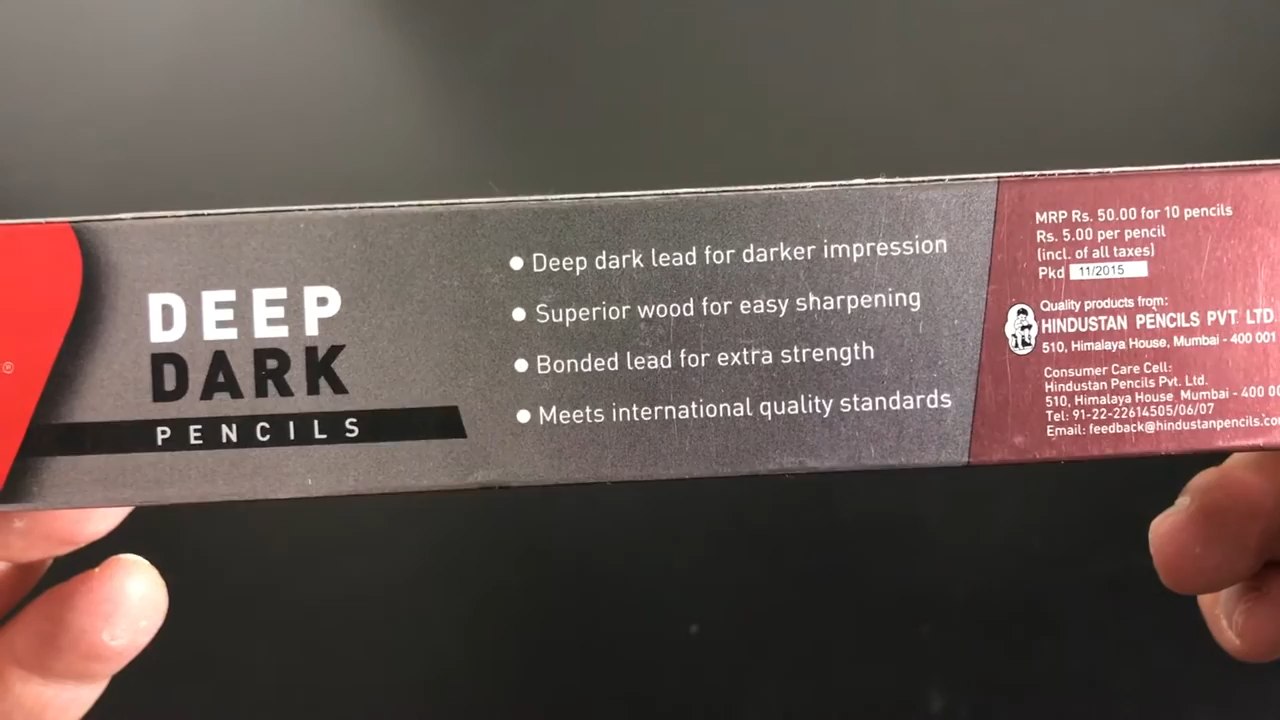 ®
DEEP
DARK
PENCILS
● Deep dark lead for darker impression
● Superior wood for easy sharpening
● Bonded lead for extra strength
● Meets international quality standards
MRP Rs. 50.00 for 10 pencils
Rs. 5.00 per pencil
(incl. of all taxes)
Pkd 11/2015
Quality products from:
HINDUSTAN PENCILS PVT. LTD.
510, Himalaya House, Mumbai - 400 001
Consumer Care Cell:
Hindustan Pencils Pvt. Ltd.
510, Himalaya House, Mumbai - 400 00
Tel: 91-22-22614505/06/07
Email: feedback@hindustanpencils.co